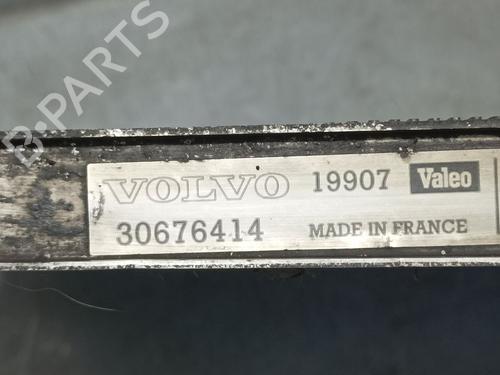 B-PARTS
VOLVO 19907 Valeo
30676414 MADE IN FRANCE